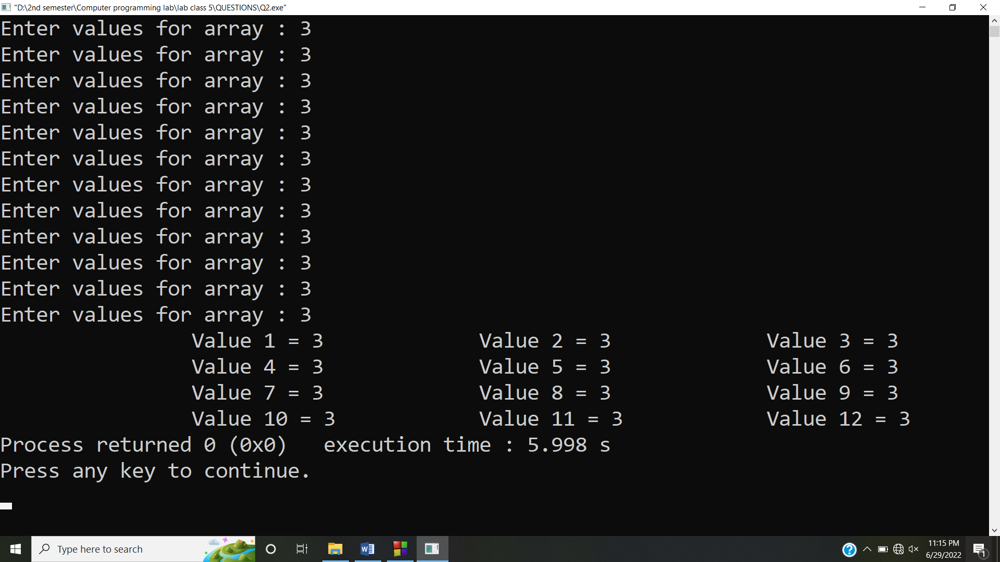 "D:\2nd semester\Computer programming lab\lab class 5\QUESTIONS\Q2.exe"
Enter values for array : 3
Enter values for array : 3
Enter values for array : 3
Enter values for array : 3
Enter values for array : 3
Enter values for array : 3
Enter values for array : 3
Enter values for array : 3
Enter values for array : 3
Enter values for array : 3
Enter values for array : 3
Enter values for array : 3
Value 1 = 3 Value 2 = 3 Value 3 = 3
Value 4 = 3 Value 5 = 3 Value 6 = 3
Value 7 = 3 Value 8 = 3 Value 9 = 3
Value 10 = 3 Value 11 = 3 Value 12 = 3
Process returned 0 (0x0) execution time : 5.998 s
Press any key to continue.
Type here to search
11:15 PM
6/29/2022
1